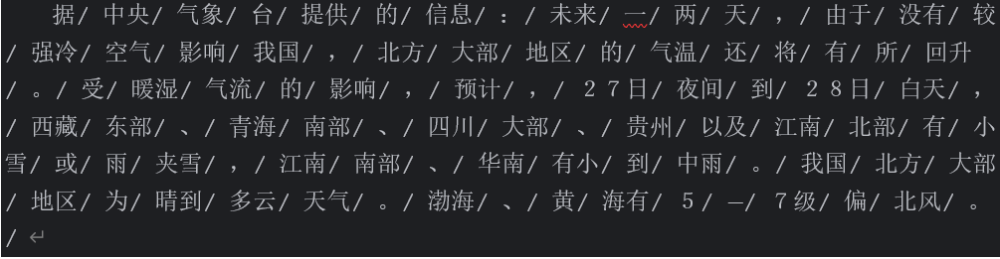 据/ 中央/ 气象/ 台/ 提供/ 的/ 信息/ ：/ 未来/ 一/ 两/ 天/ ，/ 由于/ 没有/ 较
/ 强冷/ 空气/ 影响/ 我国/ ，/ 北方/ 大部/ 地区/ 的/ 气温/ 还/ 将/ 有/ 所/ 回升
/ 。/ 受/ 暖湿/ 气流/ 的/ 影响/ ，/ 预计/ ，/ ２７日/ 夜间/ 到/ ２８日/ 白天/ ，
/ 西藏/ 东部/ 、/ 青海/ 南部/ 、/ 四川/ 大部/ 、/ 贵州/ 以及/ 江南/ 北部/ 有/ 小
雪/ 或/ 雨/ 夹雪/ ，/ 江南/ 南部/ 、/ 华南/ 有小/ 到/ 中雨/ 。/ 我国/ 北方/ 大部
/ 地区/ 为/ 晴到/ 多云/ 天气/ 。/ 渤海/ 、/ 黄/ 海有/ ５/ —/ ７级/ 偏/ 北风/ 。
/ ↵